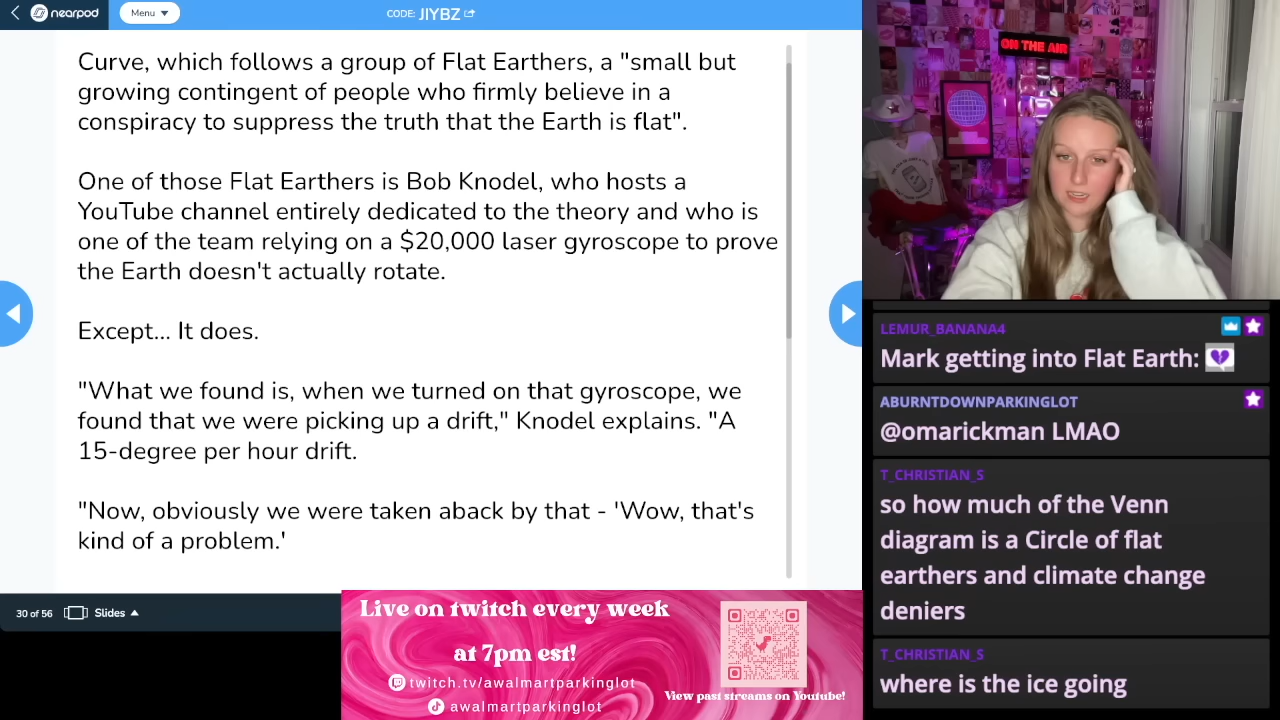 nearpod
Menu
CODE: JIYBZ
Curve, which follows a group of Flat Earthers, a "small but
growing contingent of people who firmly believe in a
conspiracy to suppress the truth that the Earth is flat".
One of those Flat Earthers is Bob Knodel, who hosts a
YouTube channel entirely dedicated to the theory and who is
one of the team relying on a $20,000 laser gyroscope to prove
the Earth doesn't actually rotate.
Except... It does.
"What we found is, when we turned on that gyroscope, we
found that we were picking up a drift," Knodel explains. "A
15-degree per hour drift.
"Now, obviously we were taken aback by that - 'Wow, that's
kind of a problem.'
30 of 56
Slides
Live on twitch every week
at 7pm est!
twitch.tv/awalmartparkinglot
awalmartparkinglot
View past streams on Youtube!
ON THE AIR
LEMUR_BANANA4
Mark getting into Flat Earth:
ABURNTDOWNPARKINGLOT
@omarickman LMAO
T_CHRISTIAN_S
so how much of the Venn
diagram is a Circle of flat
earthers and climate change
deniers
T_CHRISTIAN_S
where is the ice going